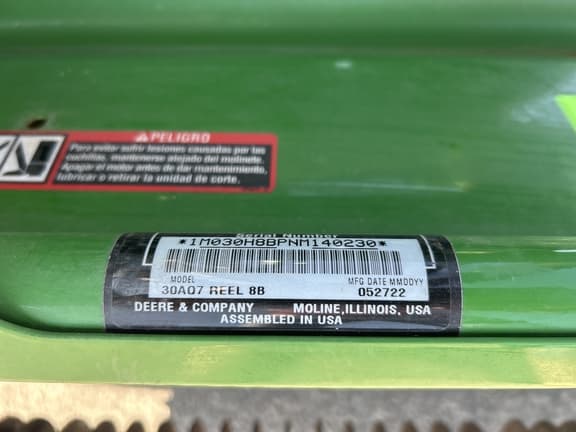 PELIGRO
Para evitar sufrir lesiones causadas por las
cuchillas, mantenerse alejado del molinete.
Apagar el motor antes de dar mantenimiento,
lubricar o retirar la unidad de corte.
Serial Number
*1M030H8BPNM140230*
MODEL MFG DATE MMDDYY
30AQ7 REEL 8B 052722
DEERE & COMPANY MOLINE,ILLINOIS, USA
ASSEMBLED IN USA